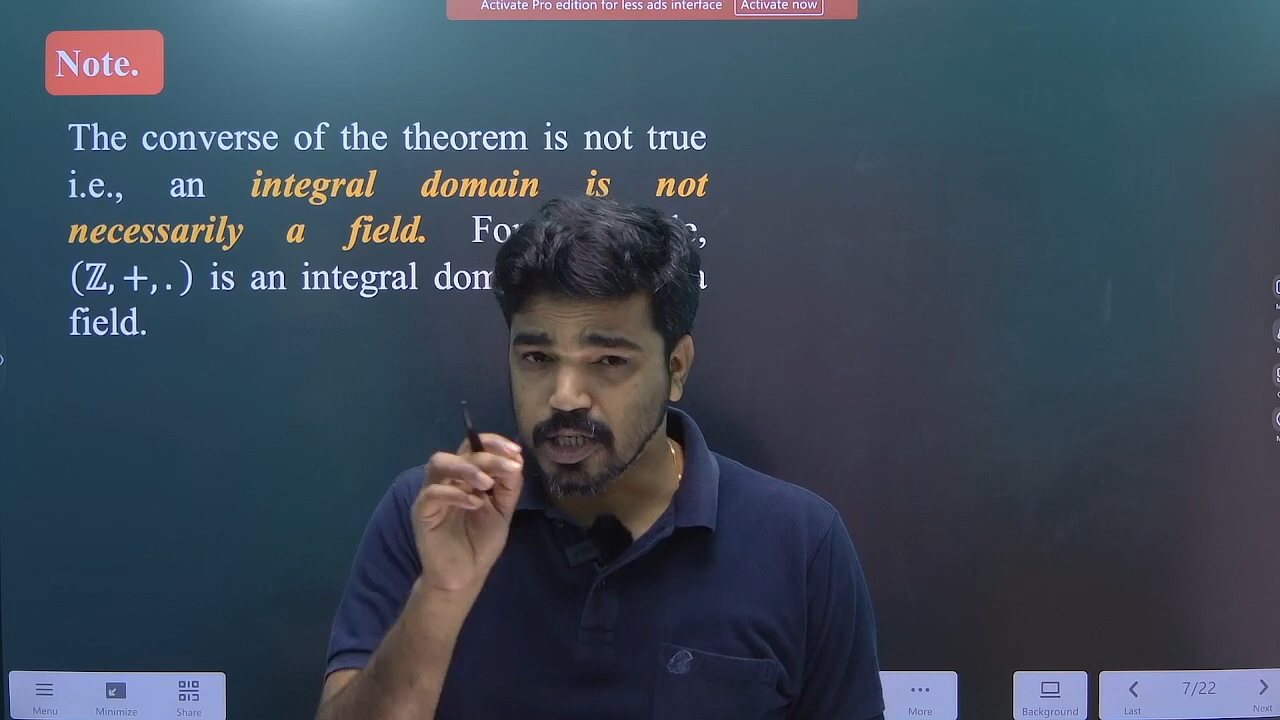 Activate Pro edition for less ads interface Activate now
Note.
The converse of the theorem is not true
i.e., an integral domain is not
necessarily a field.
(ℤ, +, .) is an integral
field.
Menu Minimize Share More Background Last 7/22 Next